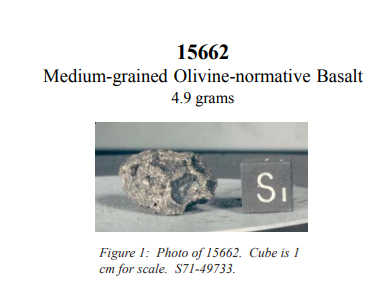 15662
Medium-grained Olivine-normative Basalt
4.9 grams
SI
Figure 1: Photo of 15662. Cube is 1
cm for scale. S71-49733.